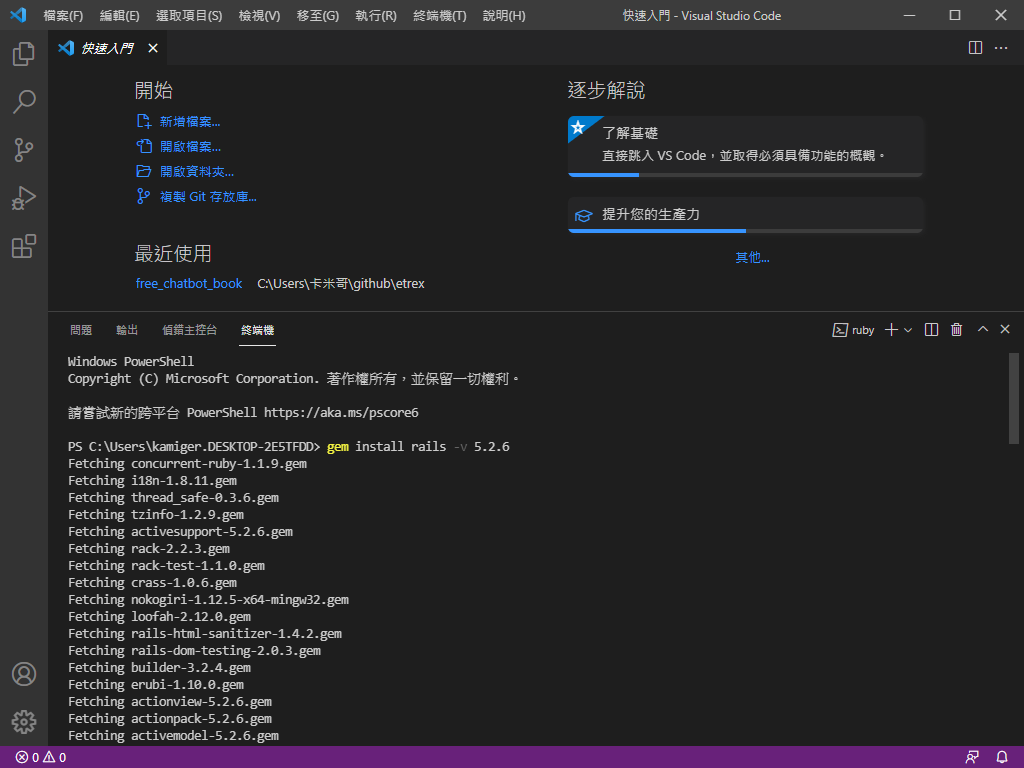 檔案(F) 編輯(E) 選取項目(S) 檢視(V) 移至(G) 執行(R) 終端機(T) 說明(H) 快速入門 - Visual Studio Code
快速入門
開始
新增檔案...
開啟檔案...
開啟資料夾...
複製 Git 存放庫...
最近使用
free_chatbot_book C:\Users\卡米哥\github\etrex
逐步解說
了解基礎
直接跳入 VS Code，並取得必須具備功能的概觀。
提升您的生產力
其他...
問題 輸出 偵錯主控台 終端機 ruby
Windows PowerShell
Copyright (C) Microsoft Corporation. 著作權所有，並保留一切權利。
請嘗試新的跨平台 PowerShell https://aka.ms/pscore6
PS C:\Users\kamiger.DESKTOP-2E5TFDD> gem install rails -v 5.2.6
Fetching concurrent-ruby-1.1.9.gem
Fetching i18n-1.8.11.gem
Fetching thread_safe-0.3.6.gem
Fetching tzinfo-1.2.9.gem
Fetching activesupport-5.2.6.gem
Fetching rack-2.2.3.gem
Fetching rack-test-1.1.0.gem
Fetching crass-1.0.6.gem
Fetching nokogiri-1.12.5-x64-mingw32.gem
Fetching loofah-2.12.0.gem
Fetching rails-html-sanitizer-1.4.2.gem
Fetching rails-dom-testing-2.0.3.gem
Fetching builder-3.2.4.gem
Fetching erubi-1.10.0.gem
Fetching actionview-5.2.6.gem
Fetching actionpack-5.2.6.gem
Fetching activemodel-5.2.6.gem
0 0